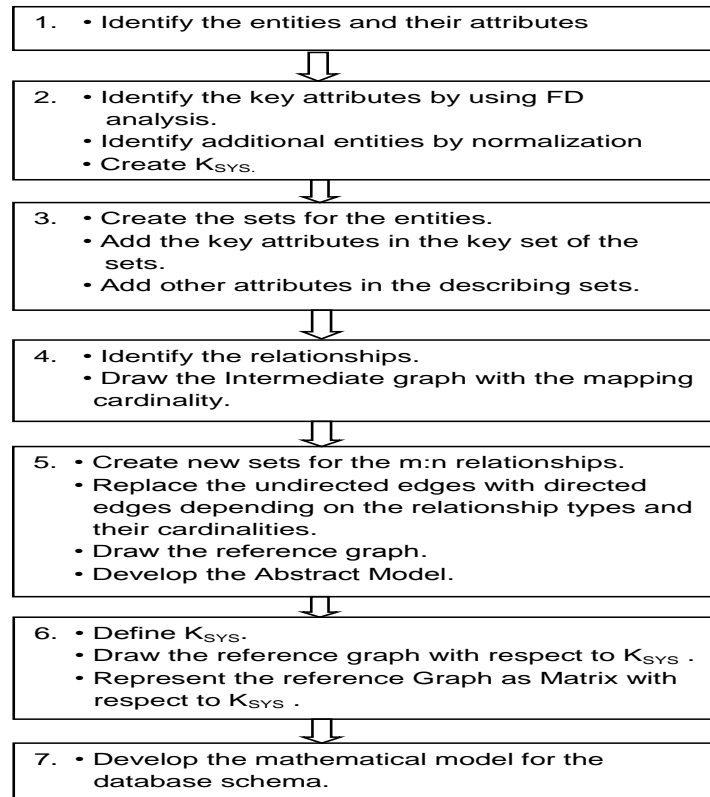 1. • Identify the entities and their attributes
2. • Identify the key attributes by using FD
analysis.
• Identify additional entities by normalization
• Create KSYS.
3. • Create the sets for the entities.
• Add the key attributes in the key set of the
sets.
• Add other attributes in the describing sets.
4. • Identify the relationships.
• Draw the Intermediate graph with the mapping
cardinality.
5. • Create new sets for the m:n relationships.
• Replace the undirected edges with directed
edges depending on the relationship types and
their cardinalities.
• Draw the reference graph.
• Develop the Abstract Model.
6. • Define KSYS.
• Draw the reference graph with respect to KSYS .
• Represent the reference Graph as Matrix with
respect to KSYS .
7. • Develop the mathematical model for the
database schema.